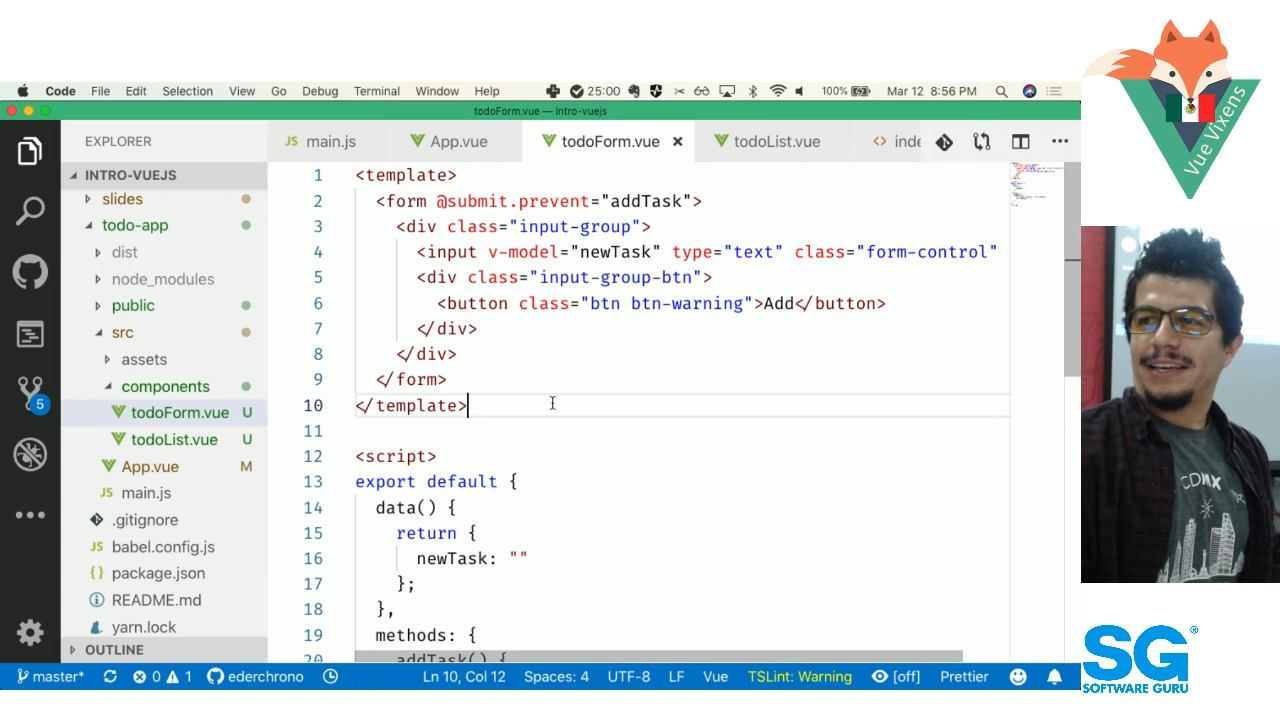 Code File Edit Selection View Go Debug Terminal Window Help 25:00 100% Mar 12 8:56 PM
todoForm.vue — intro-vuejs
EXPLORER
INTRO-VUEJS
slides
todo-app
dist
node_modules
public
src
assets
components
todoForm.vue U
todoList.vue U
App.vue M
JS main.js
.gitignore
JS babel.config.js
{} package.json
README.md
yarn.lock
OUTLINE
5
JS main.js App.vue todoForm.vue × todoList.vue <> inde
1 <template>
2 <form @submit.prevent="addTask">
3 <div class="input-group">
4 <input v-model="newTask" type="text" class="form-control"
5 <div class="input-group-btn">
6 <button class="btn btn-warning">Add</button>
7 </div>
8 </div>
9 </form>
10 </template>
11
12 <script>
13 export default {
14 data() {
15 return {
16 newTask: ""
17 };
18 },
19 methods: {
20 addTask() {
master* 0 1 ederchrono Ln 10, Col 12 Spaces: 4 UTF-8 LF Vue TSLint: Warning [off] Prettier
Vue Vixens
CDMX
SG®
SOFTWARE GURU